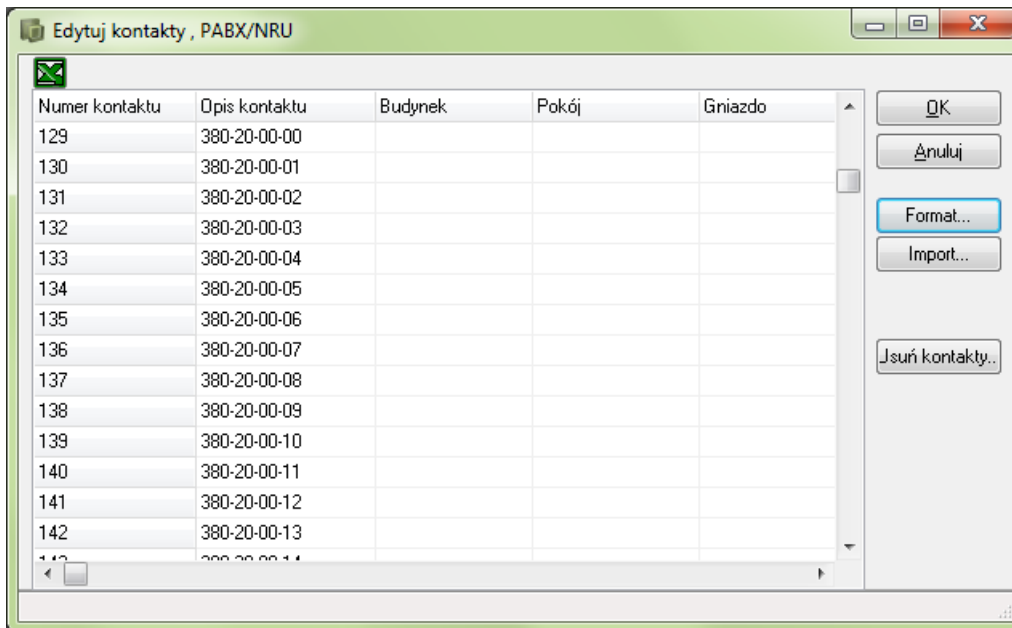 Edytuj kontakty , PABX/NRU
Numer kontaktu Opis kontaktu Budynek Pokój Gniazdo
129 380-20-00-00
130 380-20-00-01
131 380-20-00-02
132 380-20-00-03
133 380-20-00-04
134 380-20-00-05
135 380-20-00-06
136 380-20-00-07
137 380-20-00-08
138 380-20-00-09
139 380-20-00-10
140 380-20-00-11
141 380-20-00-12
142 380-20-00-13
OK
Anuluj
Format...
Import...
Jsuń kontakty..